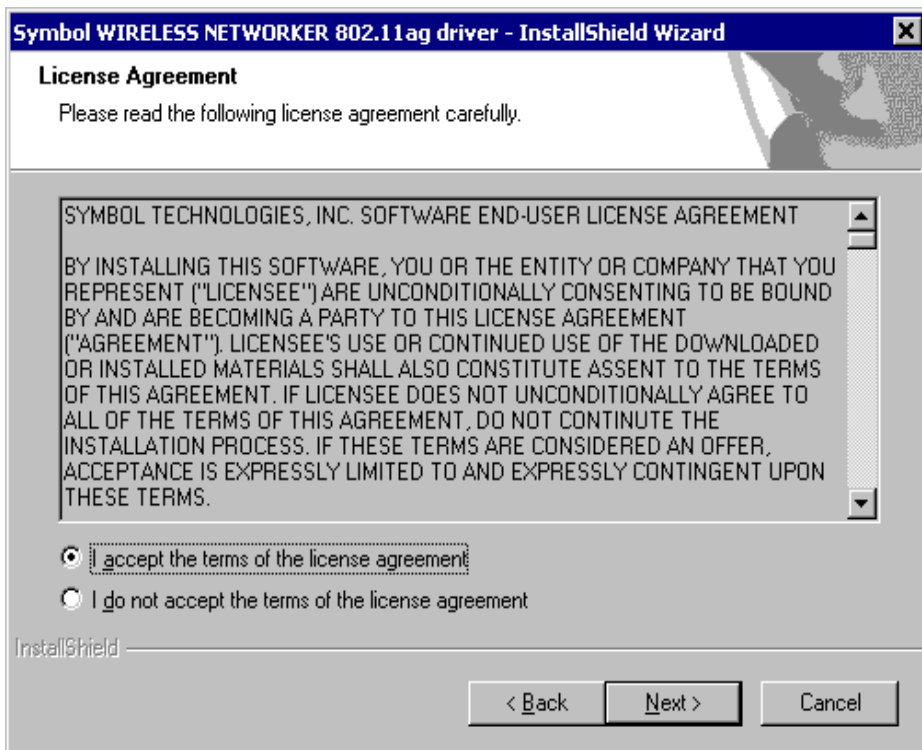 Symbol WIRELESS NETWORKER 802.11ag driver - InstallShield Wizard
License Agreement
Please read the following license agreement carefully.
SYMBOL TECHNOLOGIES, INC. SOFTWARE END-USER LICENSE AGREEMENT
BY INSTALLING THIS SOFTWARE, YOU OR THE ENTITY OR COMPANY THAT YOU
REPRESENT ("LICENSEE") ARE UNCONDITIONALLY CONSENTING TO BE BOUND
BY AND ARE BECOMING A PARTY TO THIS LICENSE AGREEMENT
("AGREEMENT"). LICENSEE'S USE OR CONTINUED USE OF THE DOWNLOADED
OR INSTALLED MATERIALS SHALL ALSO CONSTITUTE ASSENT TO THE TERMS
OF THIS AGREEMENT. IF LICENSEE DOES NOT UNCONDITIONALLY AGREE TO
ALL OF THE TERMS OF THIS AGREEMENT, DO NOT CONTINUTE THE
INSTALLATION PROCESS. IF THESE TERMS ARE CONSIDERED AN OFFER,
ACCEPTANCE IS EXPRESSLY LIMITED TO AND EXPRESSLY CONTINGENT UPON
THESE TERMS.
I accept the terms of the license agreement
I do not accept the terms of the license agreement
InstallShield
< Back
Next >
Cancel